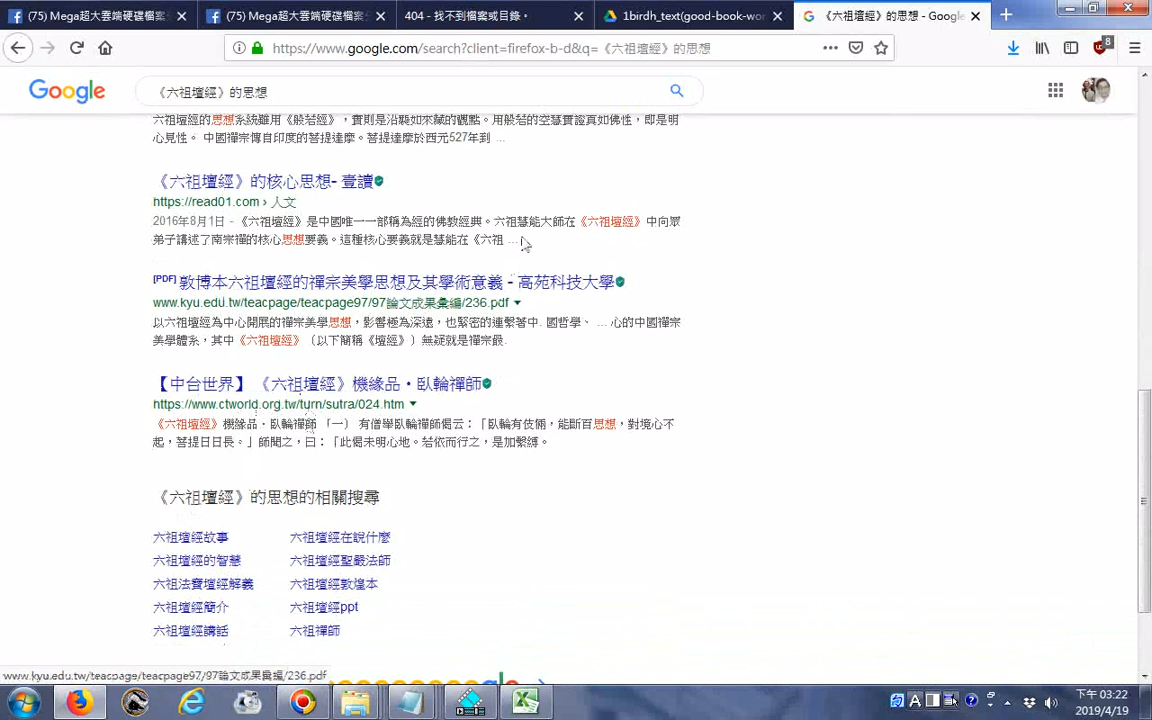 (75) Mega超大雲端硬碟檔案
(75) Mega超大雲端硬碟檔案分
404 - 找不到檔案或目錄。
1birdh_text(good-book-wor
《六祖壇經》的思想 - Google
https://www.google.com/search?client=firefox-b-d&q=《六祖壇經》的思想
8
Google
《六祖壇經》的思想
六祖壇經的思想系統雖用《般若經》，實則是沿襲如來藏的觀點。用般若的空慧實證真如佛性，即是明
心見性。 中國禪宗傳自印度的菩提達摩。菩提達摩於西元527年到 ...
《六祖壇經》的核心思想- 壹讀
https://read01.com › 人文
2016年8月1日 - 《六祖壇經》是中國唯一一部稱為經的佛教經典。六祖慧能大師在《六祖壇經》中向眾
弟子講述了南宗禪的核心思想要義。這種核心要義就是慧能在《六祖 ...
[PDF] 敦博本六祖壇經的禪宗美學思想及其學術意義 - 高苑科技大學
www.kyu.edu.tw/teacpage/teacpage97/97論文成果彙編/236.pdf
以六祖壇經為中心開展的禪宗美學思想，影響極為深遠，也緊密的連繫著中. 國哲學、 ... 心的中國禪宗
美學體系，其中《六祖壇經》〔以下簡稱《壇經》〕無疑就是禪宗最.
【中台世界】《六祖壇經》機緣品‧臥輪禪師
https://www.ctworld.org.tw/turn/sutra/024.htm
《六祖壇經》機緣品‧臥輪禪師 〔一〕 有僧舉臥輪禪師偈云：「臥輪有伎倆，能斷百思想，對境心不
起，菩提日日長。」師聞之，曰：「此偈未明心地。若依而行之，是加繫縛。
《六祖壇經》的思想的相關搜尋
六祖壇經故事
六祖壇經在說什麼
六祖壇經的智慧
六祖壇經聖嚴法師
六祖法寶壇經解義
六祖壇經敦煌本
六祖壇經簡介
六祖壇經ppt
六祖壇經講話
六祖禪師
www.kyu.edu.tw/teacpage/teacpage97/97論文成果彙編/236.pdf
下午 03:22
2019/4/19